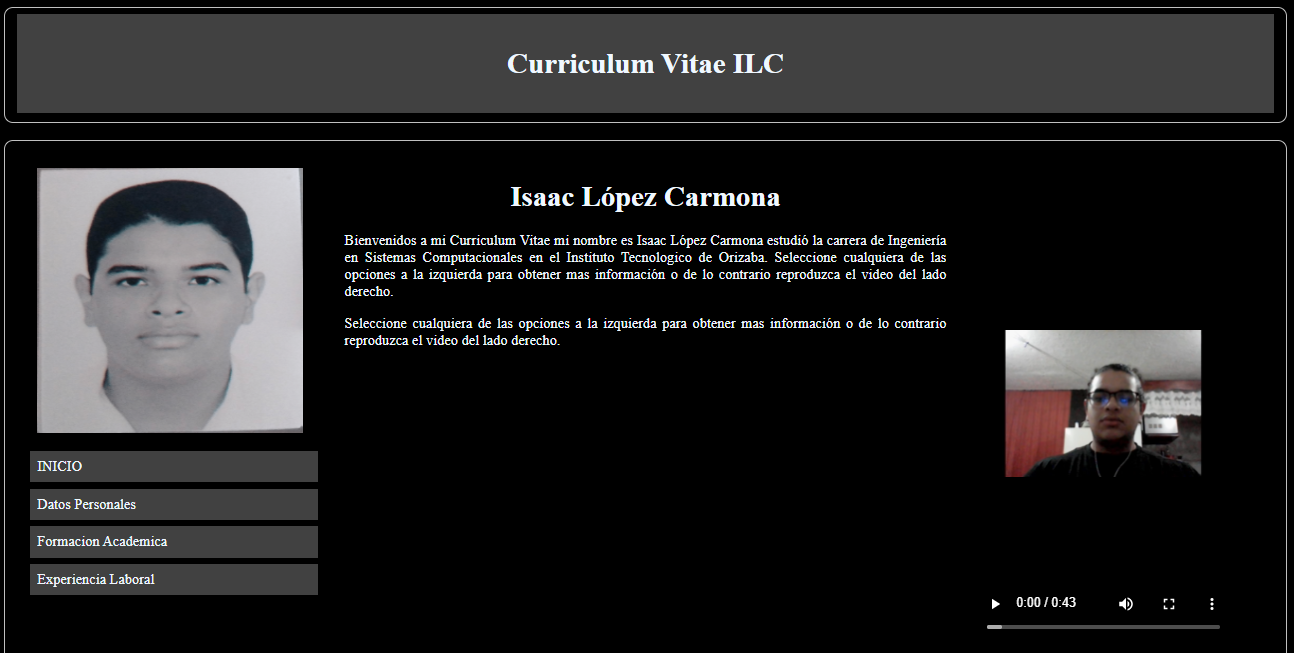 Curriculum Vitae ILC
Isaac López Carmona
Bienvenidos a mi Curriculum Vitae mi nombre es Isaac López Carmona estudió la carrera de Ingeniería
en Sistemas Computacionales en el Instituto Tecnologico de Orizaba. Seleccione cualquiera de las
opciones a la izquierda para obtener mas información o de lo contrario reproduzca el video del lado
derecho.
Seleccione cualquiera de las opciones a la izquierda para obtener mas información o de lo contrario
reproduzca el video del lado derecho.
INICIO
Datos Personales
Formacion Academica
Experiencia Laboral
0:00 / 0:43